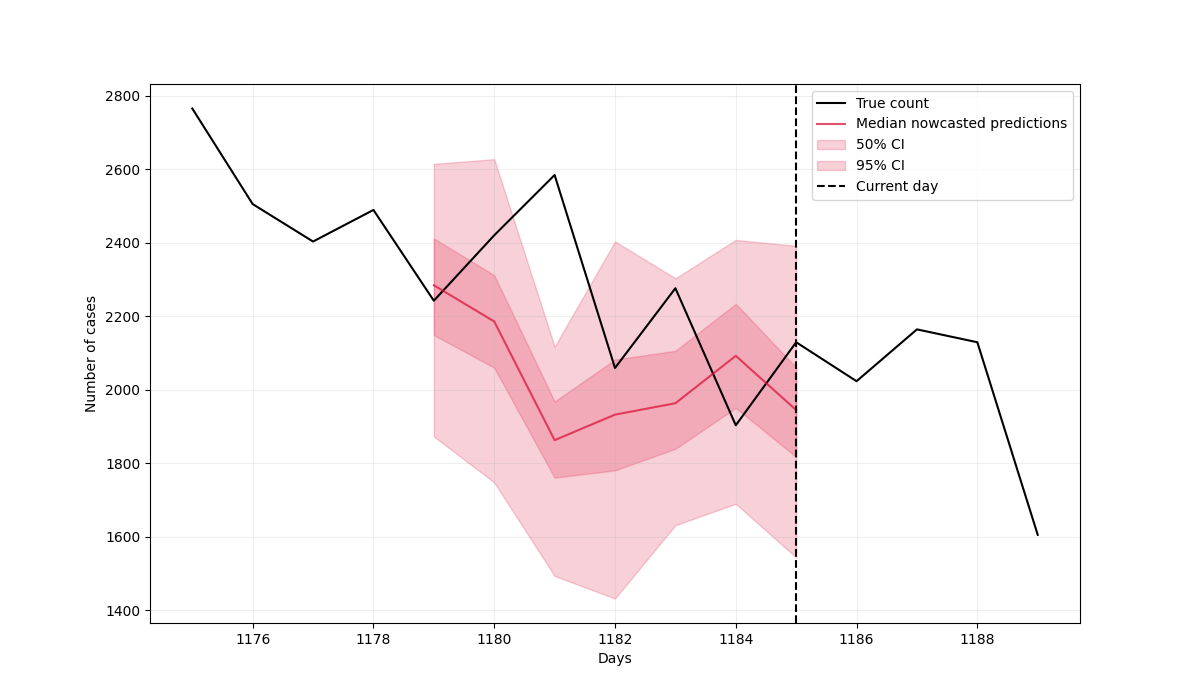 2800
2600
2400
2200
2000
1800
1600
1400
Number of cases
1176 1178 1180 1182 1184 1186 1188
Days
True count
Median nowcasted predictions
50% CI
95% CI
Current day